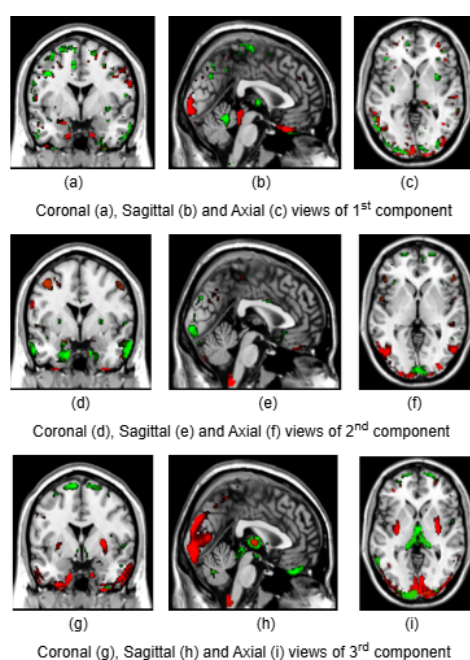 (a) (b) (c)
Coronal (a), Sagittal (b) and Axial (c) views of 1st component
(d) (e) (f)
Coronal (d), Sagittal (e) and Axial (f) views of 2nd component
(g) (h) (i)
Coronal (g), Sagittal (h) and Axial (i) views of 3rd component